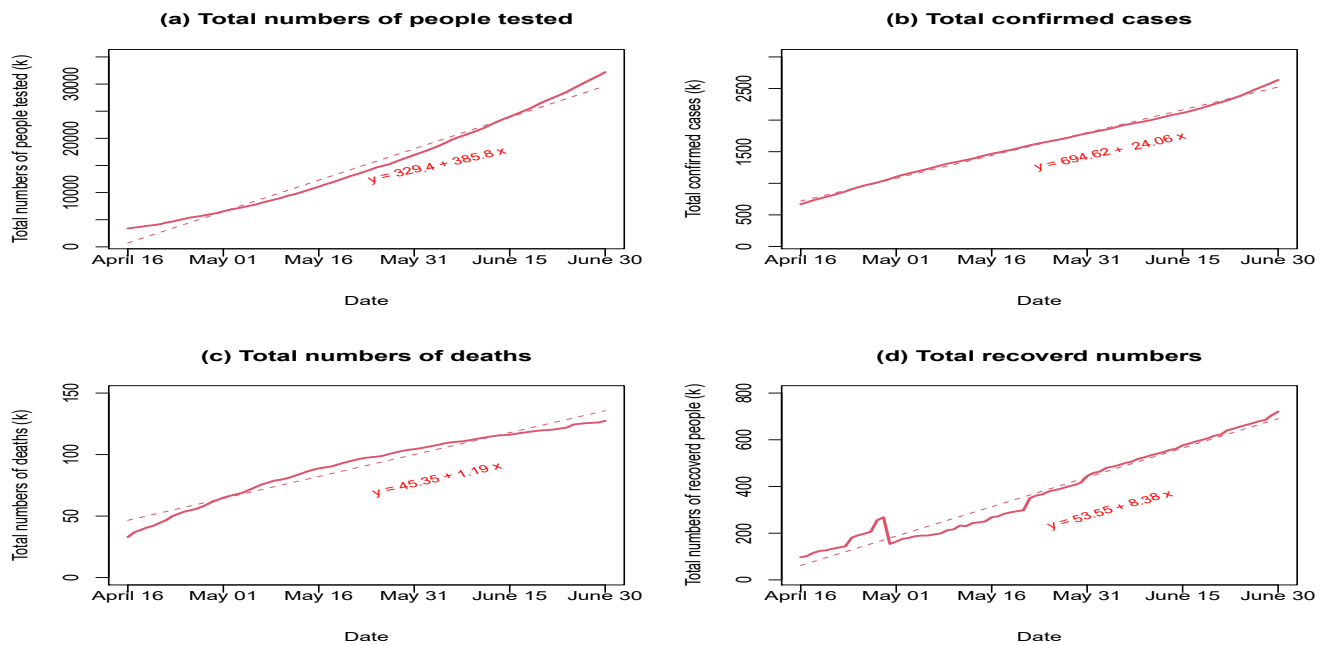 (a) Total numbers of people tested
Total numbers of people tested (k)
30000
20000
10000
0
y = 329.4 + 385.8 x
April 16 May 01 May 16 May 31 June 15 June 30
Date
(b) Total confirmed cases
Total confirmed cases (k)
2500
1500
500
0
y = 694.62 + 24.06 x
April 16 May 01 May 16 May 31 June 15 June 30
Date
(c) Total numbers of deaths
Total numbers of deaths (k)
150
100
50
0
y = 45.35 + 1.19 x
April 16 May 01 May 16 May 31 June 15 June 30
Date
(d) Total recoverd numbers
Total numbers of recoverd people (k)
800
600
400
200
0
y = 53.55 + 8.38 x
April 16 May 01 May 16 May 31 June 15 June 30
Date